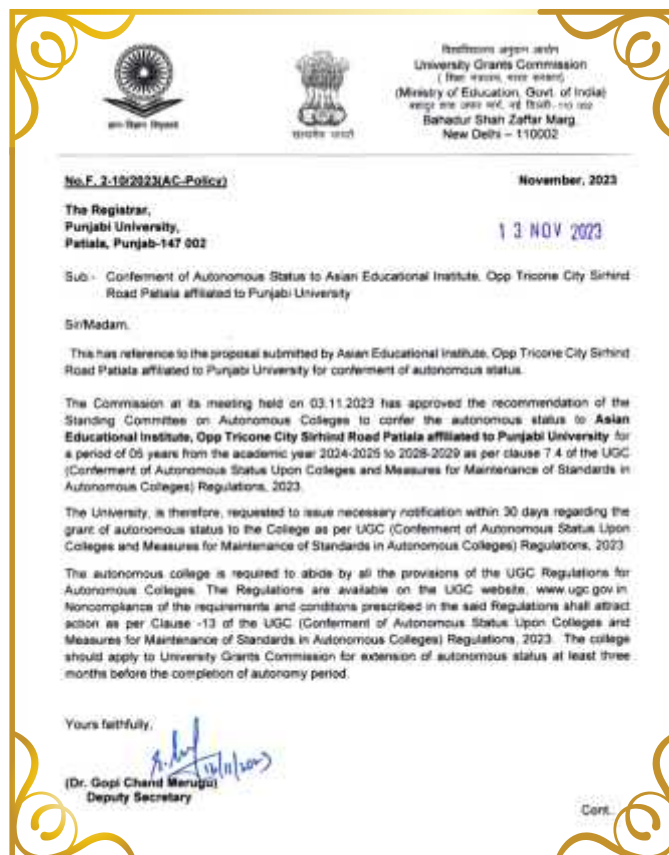 विश्वविद्यालय अनुदान आयोग
University Grants Commission
(शिक्षा मंत्रालय, भारत सरकार)
(Ministry of Education, Govt. of India)
बहादुर शाह ज़फ़र मार्ग, नई दिल्ली-110 002
Bahadur Shah Zaffar Marg,
New Delhi – 110002
ज्ञान-विज्ञान विमुक्तये
सत्यमेव जयते
No.F. 2-10/2023(AC-Policy)
November, 2023
The Registrar,
Punjabi University,
Patiala, Punjab-147 002
13 NOV 2023
Sub:- Conferment of Autonomous Status to Asian Educational Institute, Opp Tricone City Sirhind
Road Patiala affiliated to Punjabi University
Sir/Madam,
This has reference to the proposal submitted by Asian Educational Institute, Opp Tricone City Sirhind
Road Patiala affiliated to Punjabi University for conferment of autonomous status.
The Commission at its meeting held on 03.11.2023 has approved the recommendation of the
Standing Committee on Autonomous Colleges to confer the autonomous status to Asian
Educational Institute, Opp Tricone City Sirhind Road Patiala affiliated to Punjabi University for
a period of 05 years from the academic year 2024-2025 to 2028-2029 as per clause 7.4 of the UGC
(Conferment of Autonomous Status Upon Colleges and Measures for Maintenance of Standards in
Autonomous Colleges) Regulations, 2023.
The University, is therefore, requested to issue necessary notification within 30 days regarding the
grant of autonomous status to the College as per UGC (Conferment of Autonomous Status Upon
Colleges and Measures for Maintenance of Standards in Autonomous Colleges) Regulations, 2023
The autonomous college is required to abide by all the provisions of the UGC Regulations for
Autonomous Colleges. The Regulations are available on the UGC website, www.ugc.gov.in.
Noncompliance of the requirements and conditions prescribed in the said Regulations shall attract
action as per Clause -13 of the UGC (Conferment of Autonomous Status Upon Colleges and
Measures for Maintenance of Standards in Autonomous Colleges) Regulations, 2023. The college
should apply to University Grants Commission for extension of autonomous status at least three
months before the completion of autonomy period.
Yours faithfully,
(Dr. Gopi Chand Merugu)
Deputy Secretary
Cont..